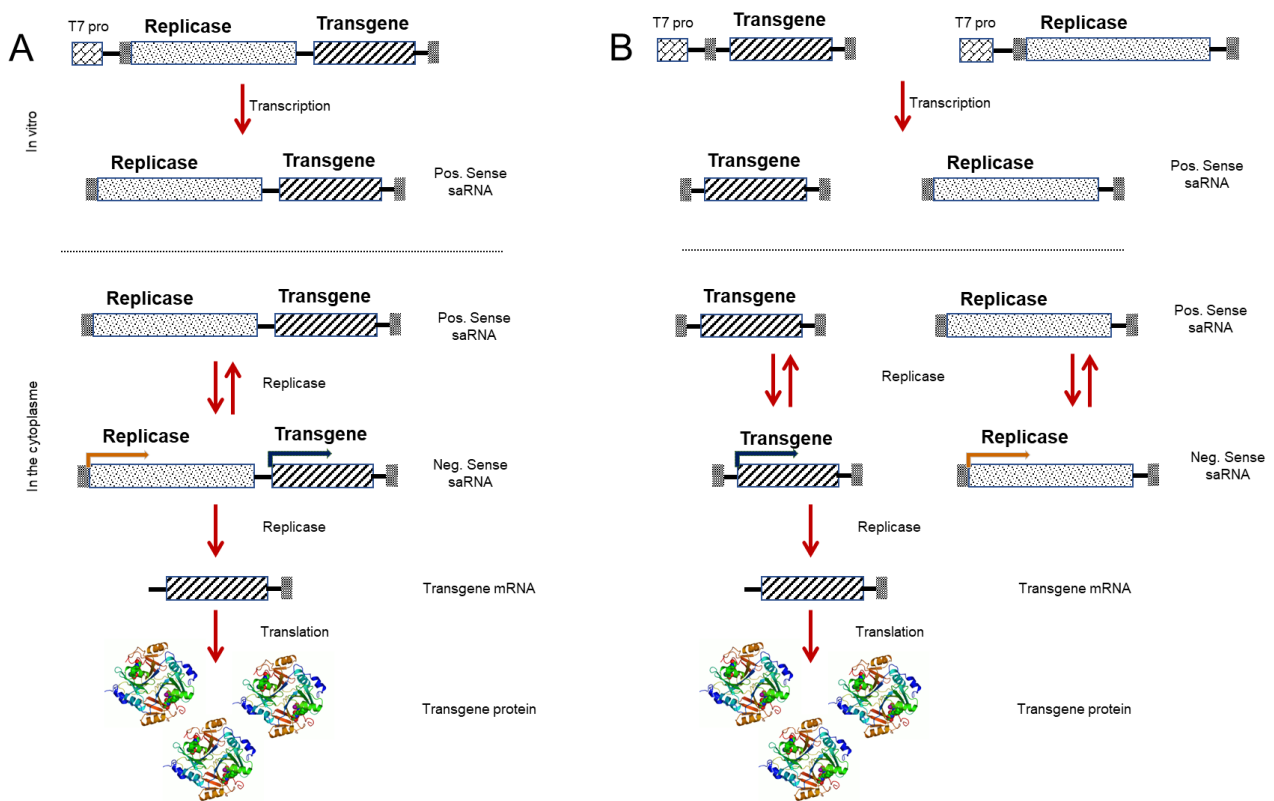 A
T7 pro
Replicase
Transgene
Transcription
In vitro
Replicase
Transgene
Pos. Sense
saRNA
Replicase
Transgene
Pos. Sense
saRNA
Replicase
In the cytoplasme
Replicase
Transgene
Neg. Sense
saRNA
Replicase
Transgene mRNA
Translation
Transgene protein
B
T7 pro
Transgene
T7 pro
Replicase
Transcription
Transgene
Replicase
Pos. Sense
saRNA
Transgene
Replicase
Pos. Sense
saRNA
Replicase
Transgene
Replicase
Neg. Sense
saRNA
Replicase
Transgene mRNA
Translation
Transgene protein